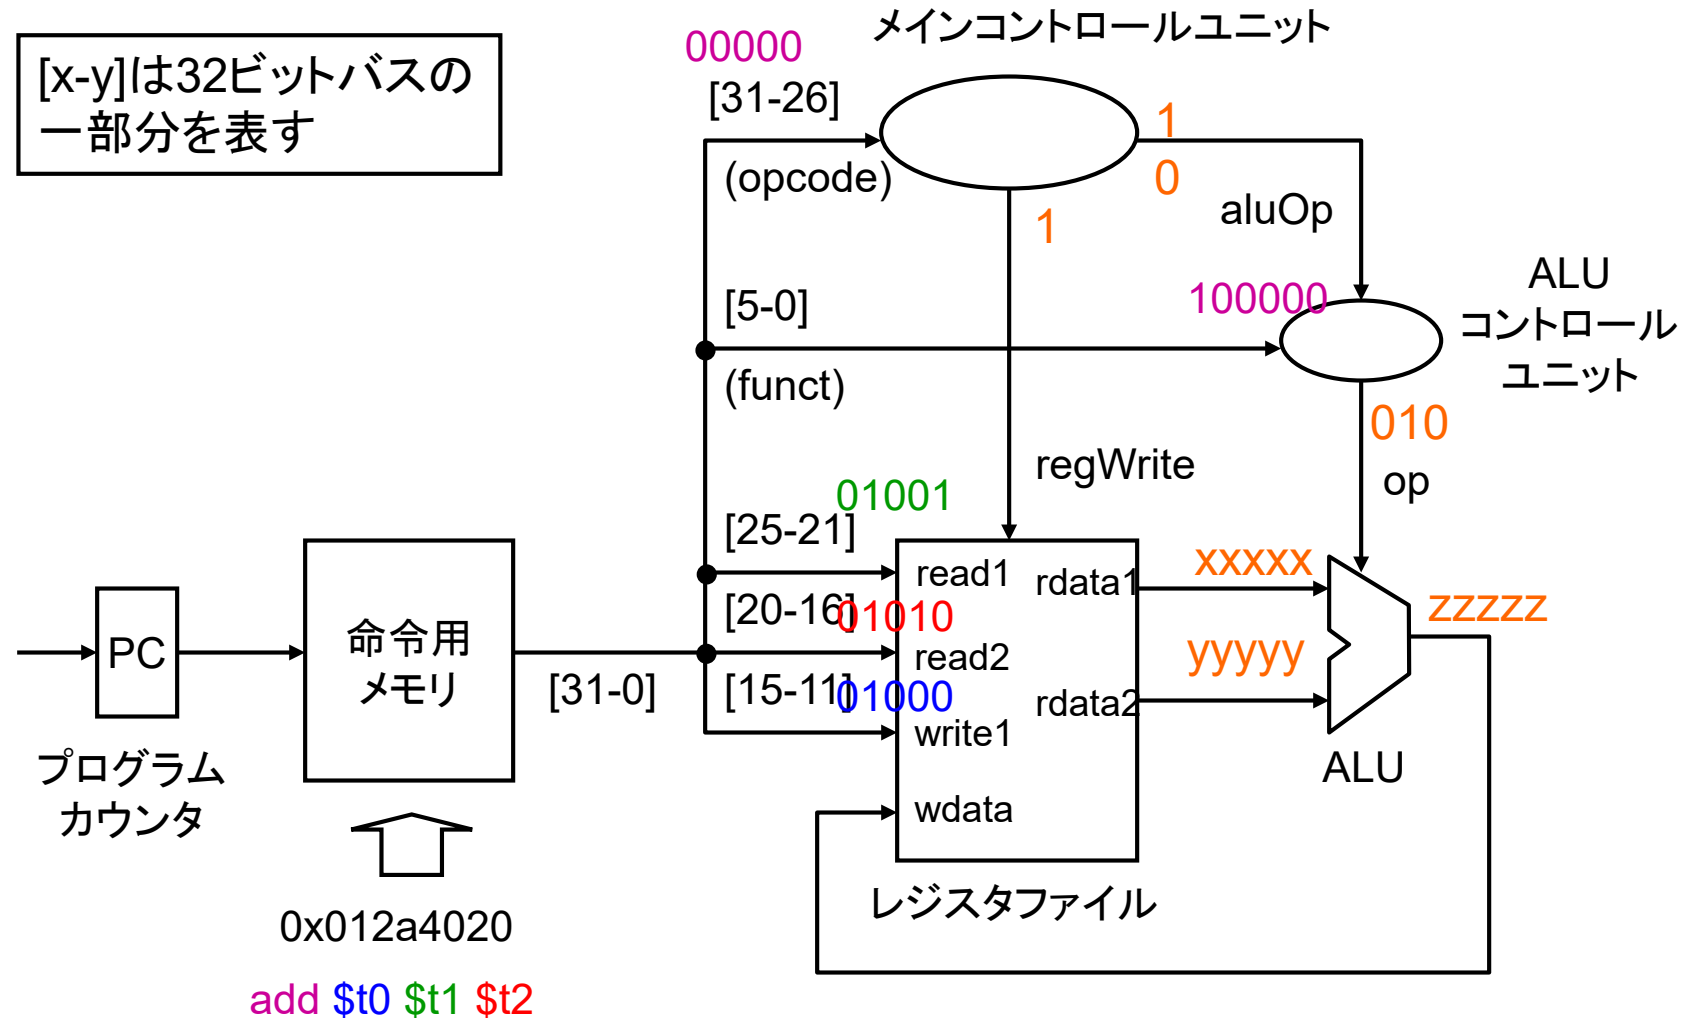 [x-y]は32ビットバスの
一部分を表す
メインコントロールユニット
00000
[31-26]
(opcode)
1
0
1
aluOp
ALU
コントロール
ユニット
[5-0]
100000
(funct)
010
op
regWrite
01001
[25-21]
read1
rdata1
xxxxx
[20-16]
01010
read2
yyyyy
zzzzz
[15-11]
01000
rdata2
write1
wdata
ALU
PC
命令用
メモリ
[31-0]
プログラム
カウンタ
レジスタファイル
0x012a4020
add $t0 $t1 $t2